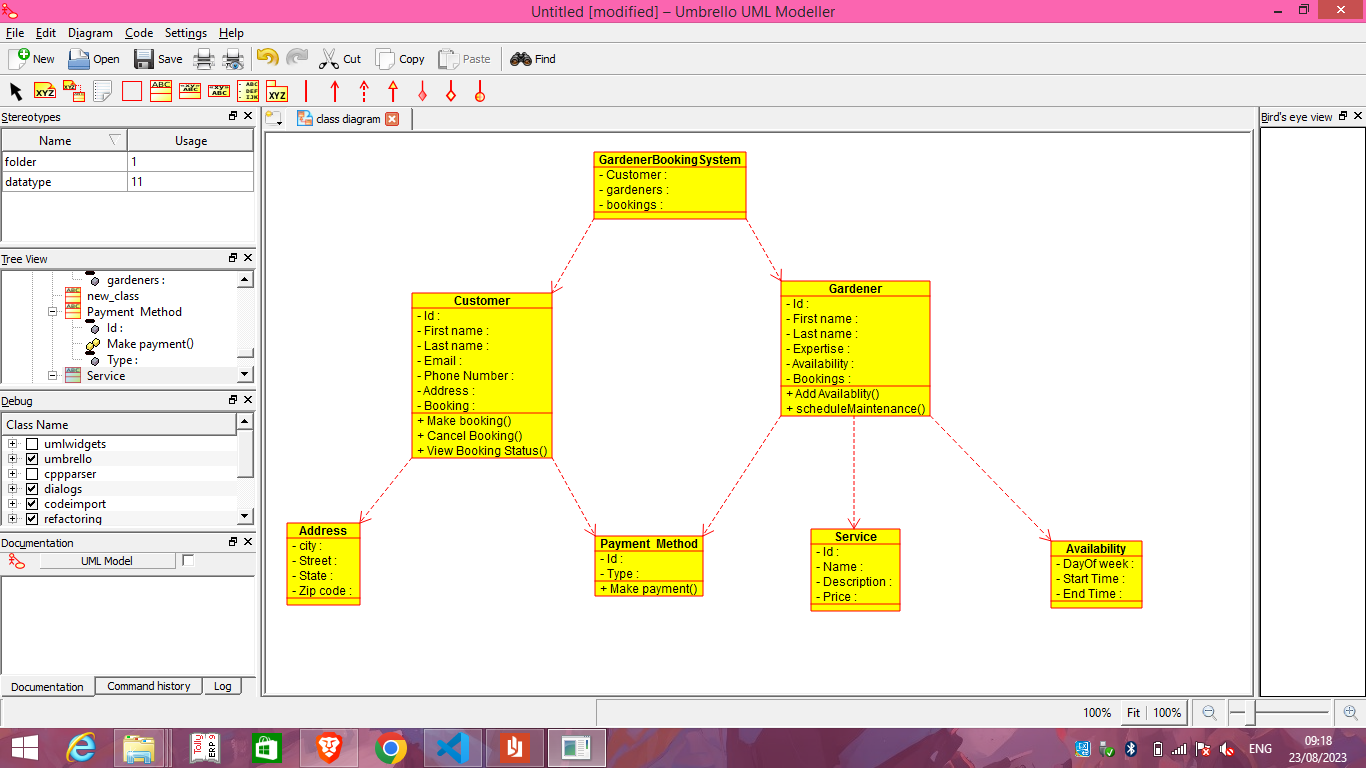 Untitled [modified] – Umbrello UML Modeller
File Edit Diagram Code Settings Help
New Open Save Cut Copy Paste Find
XYZ ABC XYZ
Stereotypes
Name Usage
folder 1
datatype 11
Tree View
gardeners :
new_class
Payment Method
Id :
Make payment()
Type :
Service
Debug
Class Name
umlwidgets
umbrello
cppparser
dialogs
codeimport
refactoring
Documentation
UML Model
Documentation Command history Log
class diagram
GardenerBookingSystem
- Customer :
- gardeners :
- bookings :
Customer
- Id :
- First name :
- Last name :
- Email :
- Phone Number :
- Address :
- Booking :
+ Make booking()
+ Cancel Booking()
+ View Booking Status()
Gardener
- Id :
- First name :
- Last name :
- Expertise :
- Availability :
- Bookings :
+ Add Availablity()
+ scheduleMaintenance()
Address
- city :
- Street :
- State :
- Zip code :
Payment Method
- Id :
- Type :
+ Make payment()
Service
- Id :
- Name :
- Description :
- Price :
Availability
- DayOf week :
- Start Time :
- End Time :
Bird's eye view
100% Fit 100%
Tally ERP 9
ENG
09:18
23/08/2023